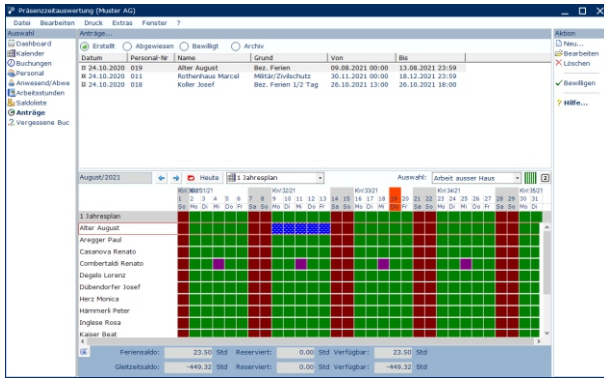 Präsenzzeitauswertung (Muster AG)
Datei Bearbeiten Druck Extras Fenster ?
Auswahl
Dashboard
Kalender
Buchungen
Personal
Anwesend/Abwe
Arbeitsstunden
Saldoliste
Anträge
Vergessene Buc
Anträge...
Erstellt Abgewiesen Bewilligt Archiv
Datum Personal-Nr Name Grund Von Bis
24.10.2020 019 Alter August Bez. Ferien 09.08.2021 00:00 13.08.2021 23:59
24.10.2020 011 Rothenhaus Marcel Militär/Zivilschutz 30.11.2021 00:00 18.12.2021 23:59
24.10.2020 018 Koller Josef Bez. Ferien 1/2 Tag 26.10.2021 13:00 26.10.2021 18:00
Aktion
Neu...
Bearbeiten
Löschen
Bewilligen
Hilfe...
August/2021 Heute 1 Jahresplan Auswahl: Arbeit ausser Haus
KW:32/21 KW:33/21 KW:34/21 KW:35/21
1 2 3 4 5 6 7 8 9 10 11 12 13 14 15 16 17 18 19 20 21 22 23 24 25 26 27 28 29 30 31
So Mo Di Mi Do Fr Sa So Mo Di Mi Do Fr Sa So Mo Di Mi Do Fr Sa So Mo Di Mi Do Fr Sa So Mo Di
1 Jahresplan
Alter August
Aregger Paul
Casanova Renato
Combertaldi Renato
Degelo Lorenz
Dübendorfer Josef
Herz Monica
Hämmerli Peter
Inglese Rosa
Kaiser Beat
Feriensaldo: 23.50 Std Reserviert: 0.00 Std Verfügbar: 23.50 Std
Gleitzeitsaldo: -449.32 Std Reserviert: 0.00 Std Verfügbar: -449.32 Std